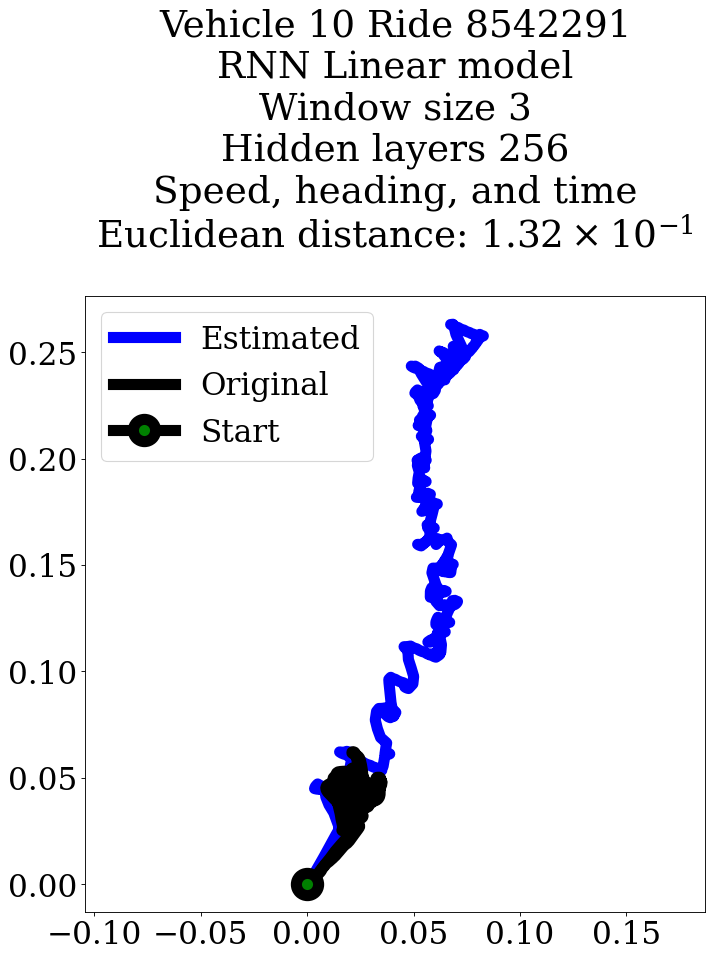 Vehicle 10 Ride 8542291
RNN Linear model
Window size 3
Hidden layers 256
Speed, heading, and time
Euclidean distance: 1.32 × 10⁻¹
Estimated
Original
Start
0.25
0.20
0.15
0.10
0.05
0.00
−0.10 −0.05 0.00 0.05 0.10 0.15